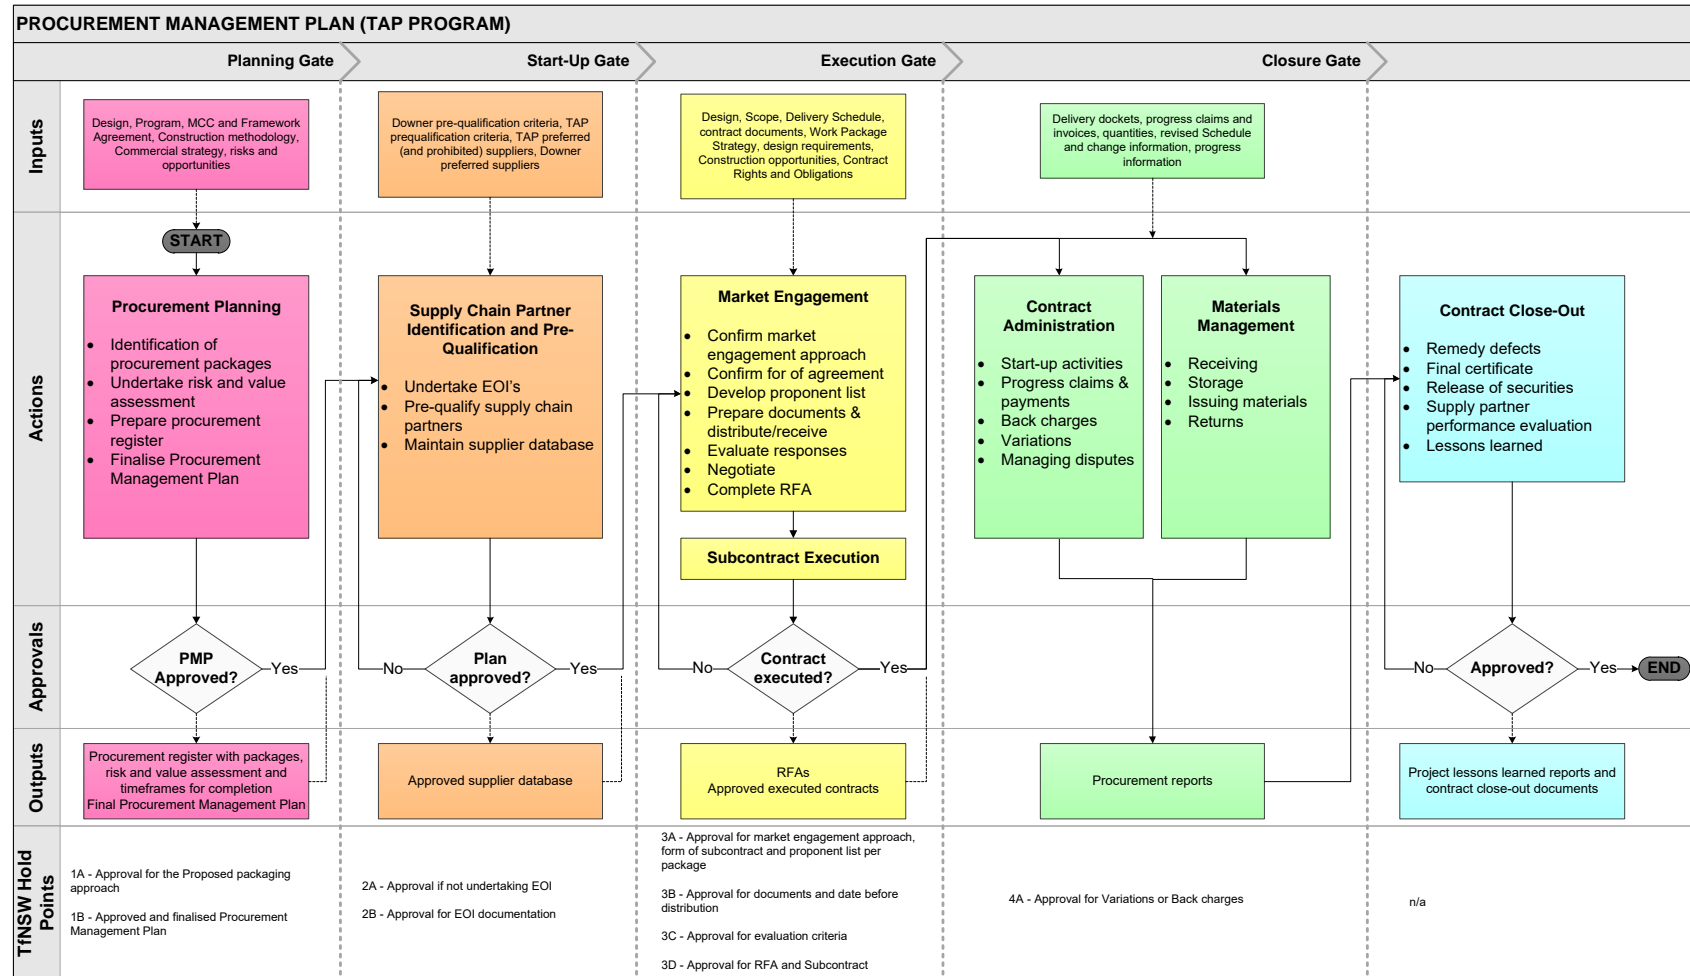 PROCUREMENT MANAGEMENT PLAN (TAP PROGRAM)
Planning Gate
Start-Up Gate
Execution Gate
Closure Gate
Inputs
Design, Program, MCC and Framework
Agreement, Construction methodology,
Commercial strategy, risks and
opportunities
Downer pre-qualification criteria, TAP
prequalification criteria, TAP preferred
(and prohibited) suppliers, Downer
preferred suppliers
Design, Scope, Delivery Schedule,
contract documents, Work Package
Strategy, design requirements,
Construction opportunities, Contract
Rights and Obligations
Delivery dockets, progress claims and
invoices, quantities, revised Schedule
and change information, progress
information
Actions
START
Procurement Planning
• Identification of
procurement packages
• Undertake risk and value
assessment
• Prepare procurement
register
• Finalise Procurement
Management Plan
Supply Chain Partner
Identification and Pre-
Qualification
• Undertake EOI's
• Pre-qualify supply chain
partners
• Maintain supplier database
Market Engagement
• Confirm market
engagement approach
• Confirm for of agreement
• Develop proponent list
• Prepare documents &
distribute/receive
• Evaluate responses
• Negotiate
• Complete RFA
Subcontract Execution
Contract
Administration
• Start-up activities
• Progress claims &
payments
• Back charges
• Variations
• Managing disputes
Materials
Management
• Receiving
• Storage
• Issuing materials
• Returns
Contract Close-Out
• Remedy defects
• Final certificate
• Release of securities
• Supply partner
performance evaluation
• Lessons learned
Approvals
PMP
Approved?
Yes
No
Plan
approved?
Yes
No
Contract
executed?
Yes
No
Approved?
Yes
END
Outputs
Procurement register with packages,
risk and value assessment and
timeframes for completion
Final Procurement Management Plan
Approved supplier database
RFAs
Approved executed contracts
Procurement reports
Project lessons learned reports and
contract close-out documents
TfNSW Hold
Points
1A - Approval for the Proposed packaging
approach
1B - Approved and finalised Procurement
Management Plan
2A - Approval if not undertaking EOI
2B - Approval for EOI documentation
3A - Approval for market engagement approach,
form of subcontract and proponent list per
package
3B - Approval for documents and date before
distribution
3C - Approval for evaluation criteria
3D - Approval for RFA and Subcontract
4A - Approval for Variations or Back charges
n/a